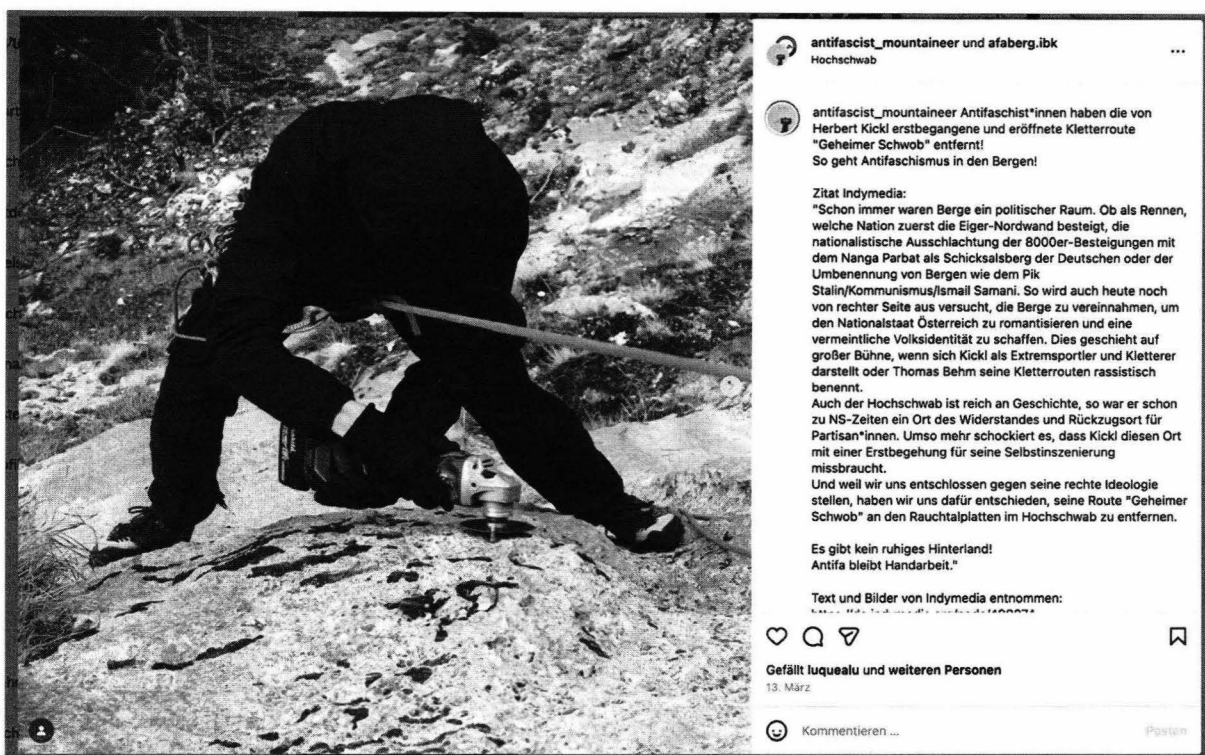 antifascist_mountaineer und afaberg.ibk
Hochschwab
...
antifascist_mountaineer Antifaschist*innen haben die von
Herbert Kickl erstbegangene und eröffnete Kletterroute
"Geheimer Schwob" entfernt!
So geht Antifaschismus in den Bergen!
Zitat Indymedia:
"Schon immer waren Berge ein politischer Raum. Ob als Rennen,
welche Nation zuerst die Eiger-Nordwand besteigt, die
nationalistische Ausschlachtung der 8000er-Besteigungen mit
dem Nanga Parbat als Schicksalsberg der Deutschen oder der
Umbenennung von Bergen wie dem Pik
Stalin/Kommunismus/Ismail Samani. So wird auch heute noch
von rechter Seite aus versucht, die Berge zu vereinnahmen, um
den Nationalstaat Österreich zu romantisieren und eine
vermeintliche Volksidentität zu schaffen. Dies geschieht auf
großer Bühne, wenn sich Kickl als Extremsportler und Kletterer
darstellt oder Thomas Behm seine Kletterrouten rassistisch
benennt.
Auch der Hochschwab ist reich an Geschichte, so war er schon
zu NS-Zeiten ein Ort des Widerstandes und Rückzugsort für
Partisan*innen. Umso mehr schockiert es, dass Kickl diesen Ort
mit einer Erstbegehung für seine Selbstinszenierung
missbraucht.
Und weil wir uns entschlossen gegen seine rechte Ideologie
stellen, haben wir uns dafür entschieden, seine Route "Geheimer
Schwob" an den Rauchtalplatten im Hochschwab zu entfernen.
Es gibt kein ruhiges Hinterland!
Antifa bleibt Handarbeit."
Text und Bilder von Indymedia entnommen:
Gefällt luquealu und weiteren Personen
13. März
Kommentieren ...
Posten